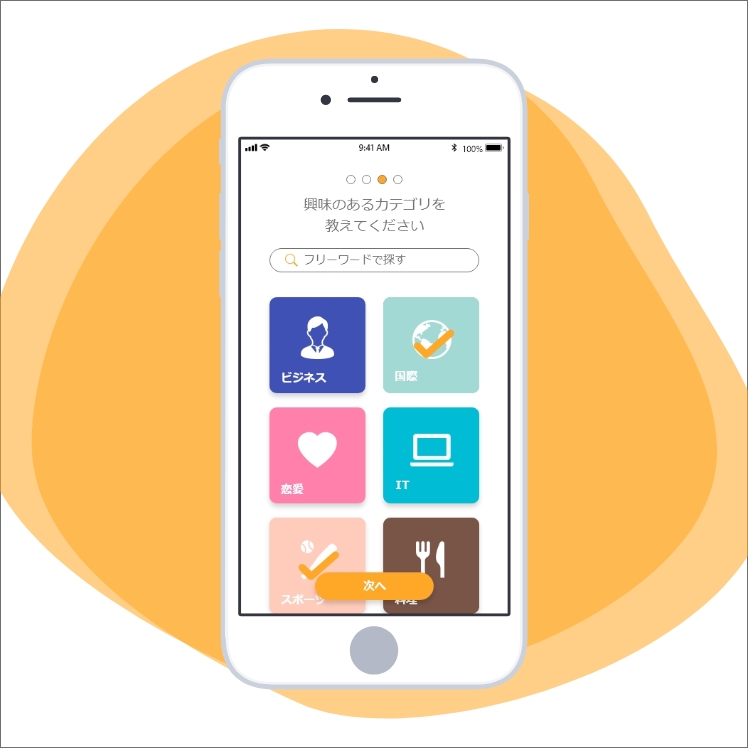 9:41 AM
100%
興味のあるカテゴリを
教えてください
フリーワードで探す
ビジネス
国際
恋愛
IT
スポーツ
料理
次へ